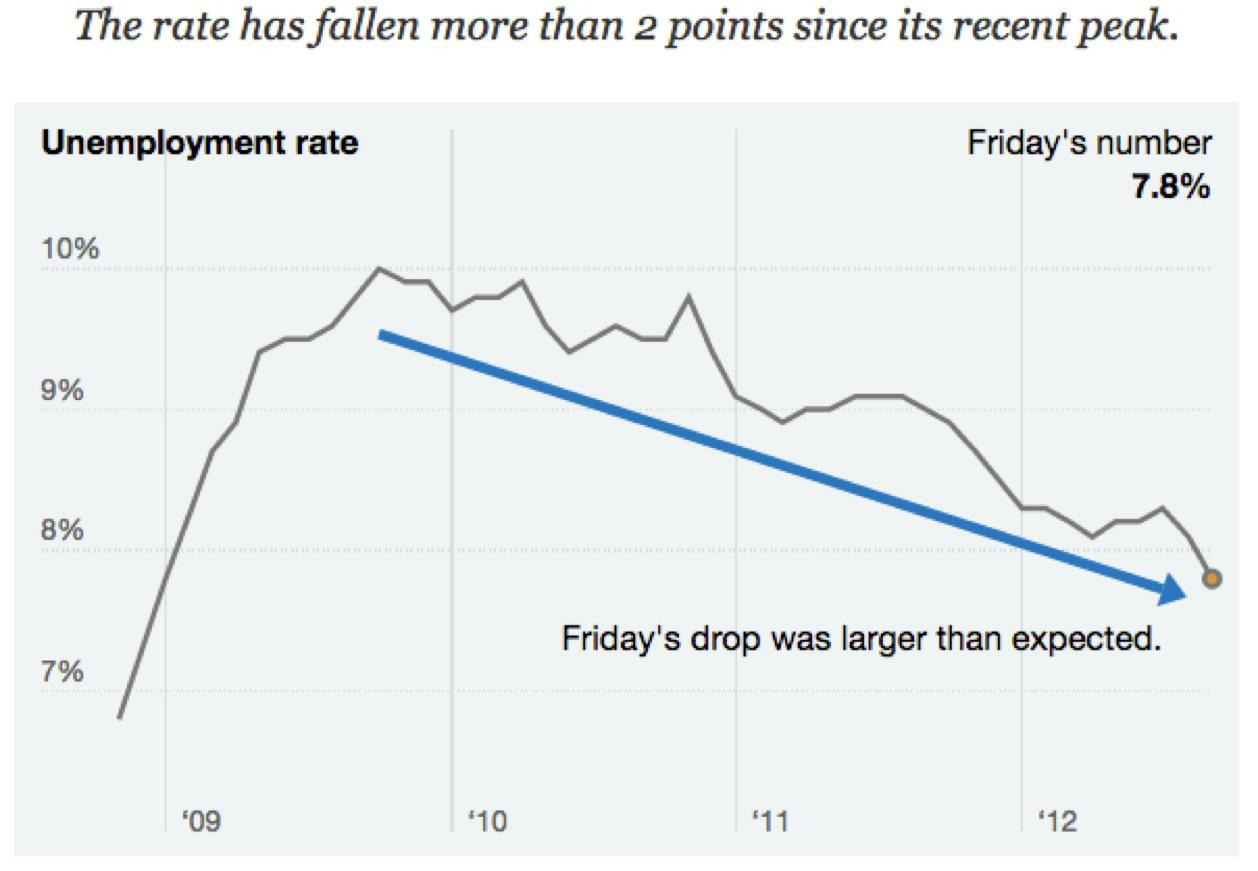 The rate has fallen more than 2 points since its recent peak.
Unemployment rate
Friday's number
7.8%
10%
9%
8%
Friday's drop was larger than expected.
7%
‘09
‘10
‘11
‘12